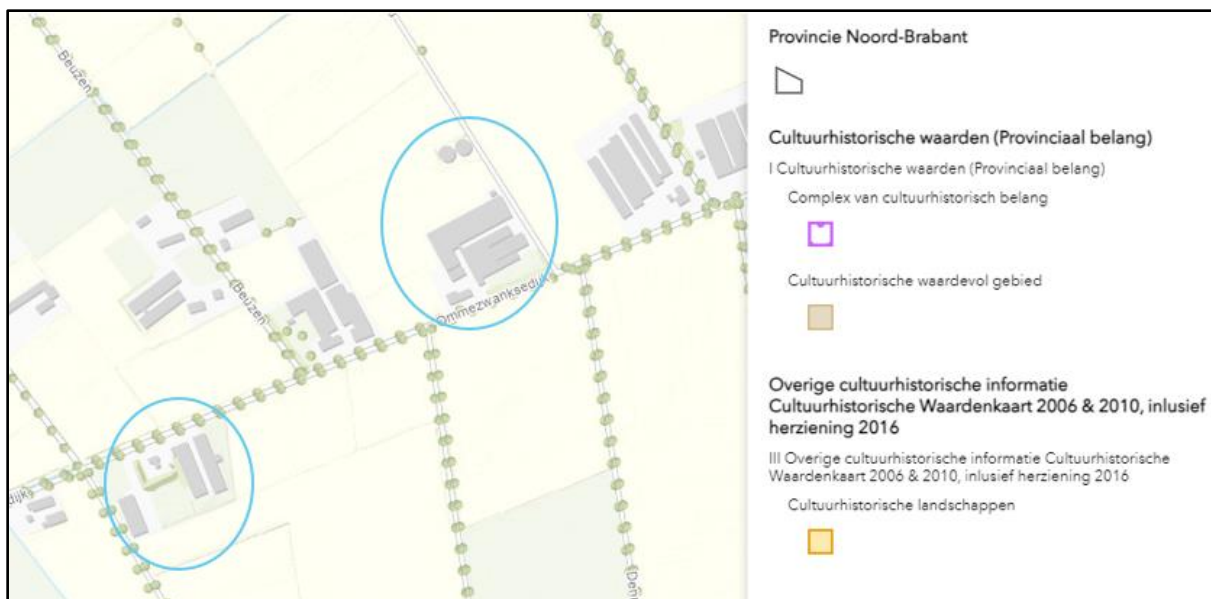 Beuzen
Beuzen
Ommezwanksedijk
dijk
Den
Provincie Noord-Brabant
Cultuurhistorische waarden (Provinciaal belang)
I Cultuurhistorische waarden (Provinciaal belang)
Complex van cultuurhistorisch belang
Cultuurhistorische waardevol gebied
Overige cultuurhistorische informatie
Cultuurhistorische Waardenkaart 2006 & 2010, inlusief
herziening 2016
III Overige cultuurhistorische informatie Cultuurhistorische
Waardenkaart 2006 & 2010, inlusief herziening 2016
Cultuurhistorische landschappen